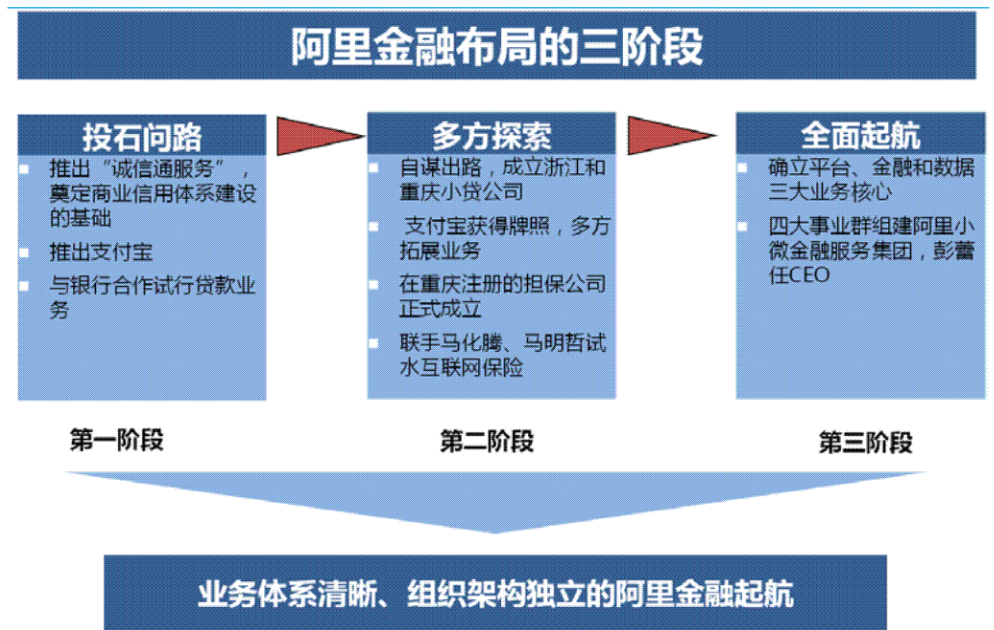 阿里金融布局的三阶段
投石问路
推出“诚信通服务”，
奠定商业信用体系建设
的基础
推出支付宝
与银行合作试行贷款业
务
多方探索
自谋出路，成立浙江和
重庆小贷公司
支付宝获得牌照，多方
拓展业务
在重庆注册的担保公司
正式成立
联手马化腾、马明哲试
水互联网保险
全面起航
确立平台、金融和数据
三大业务核心
四大事业群组建阿里小
微金融服务集团，彭蕾
任CEO
第一阶段
第二阶段
第三阶段
业务体系清晰、组织架构独立的阿里金融起航